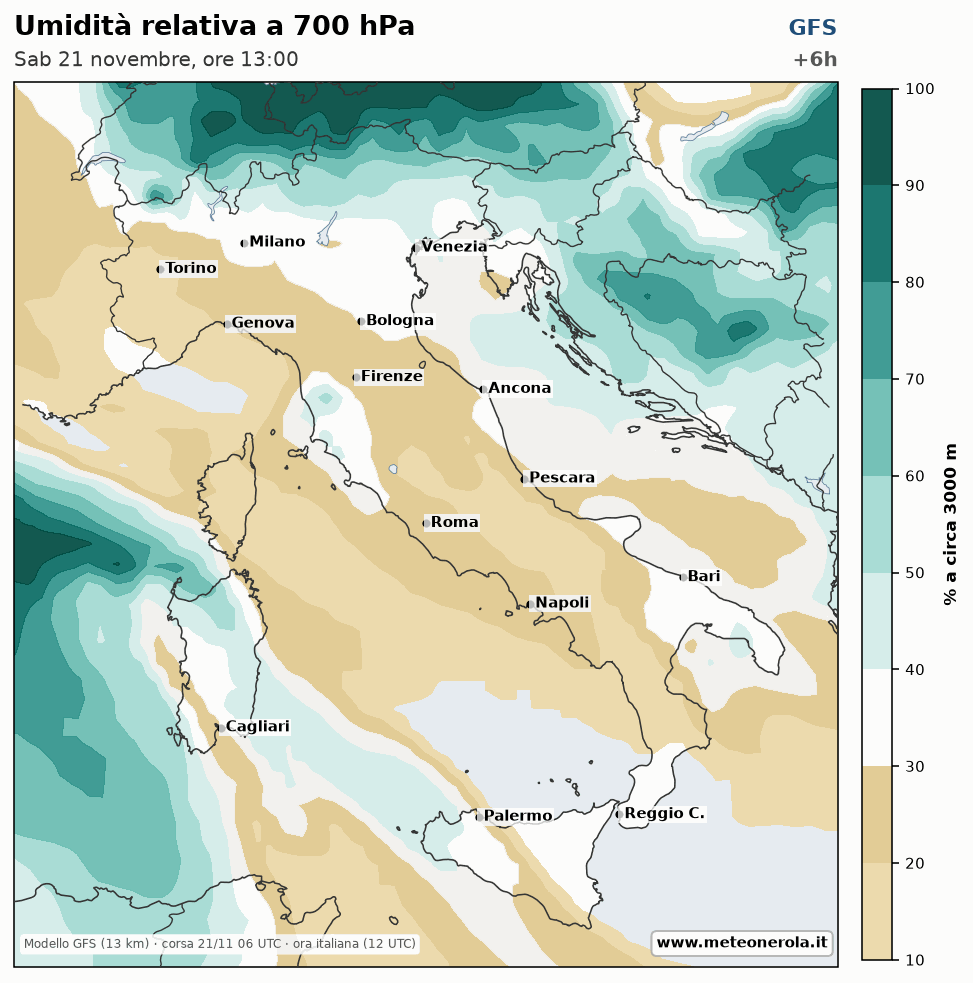 Umidità relativa a 700 hPa
GFS
Sab 21 novembre, ore 13:00
+6h
100
90
80
70
60
50
40
30
20
10
% a circa 3000 m
Milano
Venezia
Torino
Genova
Bologna
Firenze
Ancona
Pescara
Roma
Bari
Napoli
Cagliari
Palermo
Reggio C.
Modello GFS (13 km) · corsa 21/11 06 UTC · ora italiana (12 UTC)
www.meteonerola.it